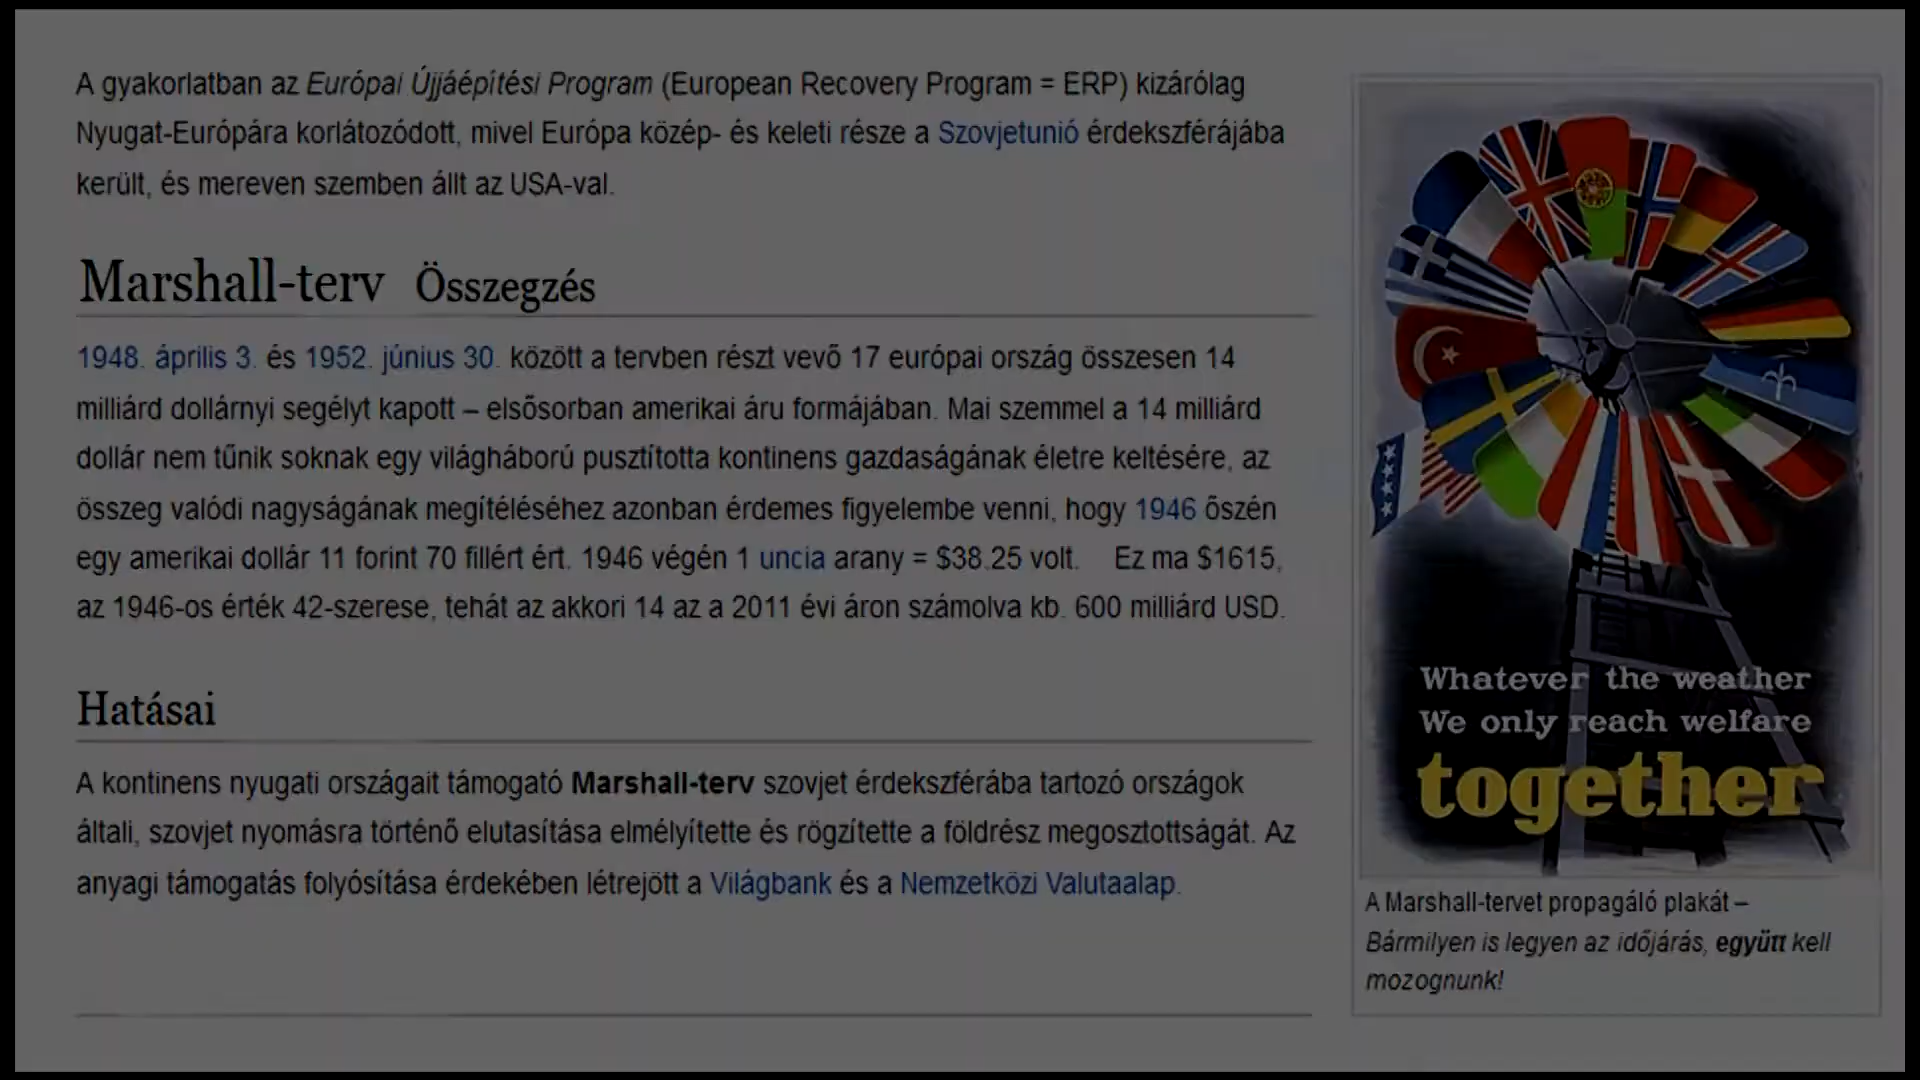 A gyakorlatban az Európai Újjáépítési Program (European Recovery Program = ERP) kizárólag
Nyugat-Európára korlátozódott, mivel Európa közép- és keleti része a Szovjetunió érdekszférájába
került, és mereven szemben állt az USA-val.
Marshall-terv Összegzés
1948. április 3. és 1952. június 30. között a tervben részt vevő 17 európai ország összesen 14
milliárd dollárnyi segélyt kapott – elsősorban amerikai áru formájában. Mai szemmel a 14 milliárd
dollár nem tűnik soknak egy világháború pusztította kontinens gazdaságának életre keltésére, az
összeg valódi nagyságának megítéléséhez azonban érdemes figyelembe venni, hogy 1946 őszén
egy amerikai dollár 11 forint 70 fillért ért. 1946 végén 1 uncia arany = $38.25 volt. Ez ma $1615,
az 1946-os érték 42-szerese, tehát az akkori 14 az a 2011 évi áron számolva kb. 600 milliárd USD.
Hatásai
A kontinens nyugati országait támogató Marshall-terv szovjet érdekszférába tartozó országok
általi, szovjet nyomásra történő elutasítása elmélyítette és rögzítette a földrész megosztottságát. Az
anyagi támogatás folyósítása érdekében létrejött a Világbank és a Nemzetközi Valutaalap.
Whatever the weather
We only reach welfare
together
A Marshall-tervet propagáló plakát –
Bármilyen is legyen az időjárás, együtt kell
mozognunk!